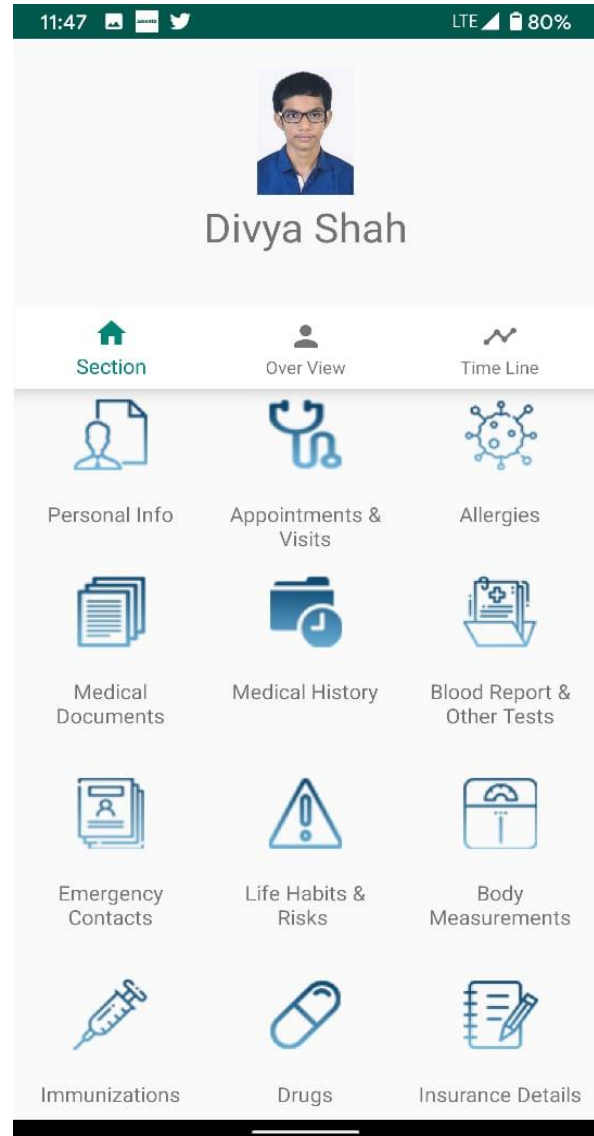 11:47 LTE 80%
Divya Shah
Section Over View Time Line
Personal Info Appointments & Allergies
Visits
Medical Medical History Blood Report &
Documents Other Tests
Emergency Life Habits & Body
Contacts Risks Measurements
Immunizations Drugs Insurance Details